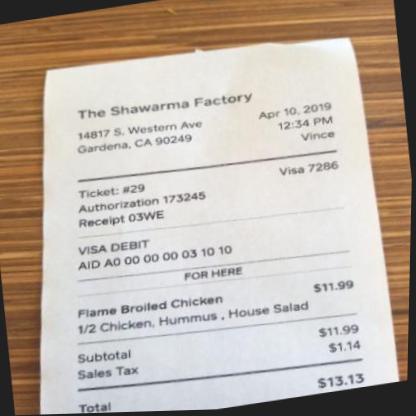 The Shawarma Factory
14817 S. Western Ave Apr 10, 2019
Gardena, CA 90249 12:34 PM
Vince
Ticket: #29 Visa 7286
Authorization 173245
Receipt 03WE
VISA DEBIT
AID A0 00 00 00 03 10 10
FOR HERE
Flame Broiled Chicken $11.99
1/2 Chicken, Hummus , House Salad
Subtotal $11.99
Sales Tax $1.14
Total $13.13